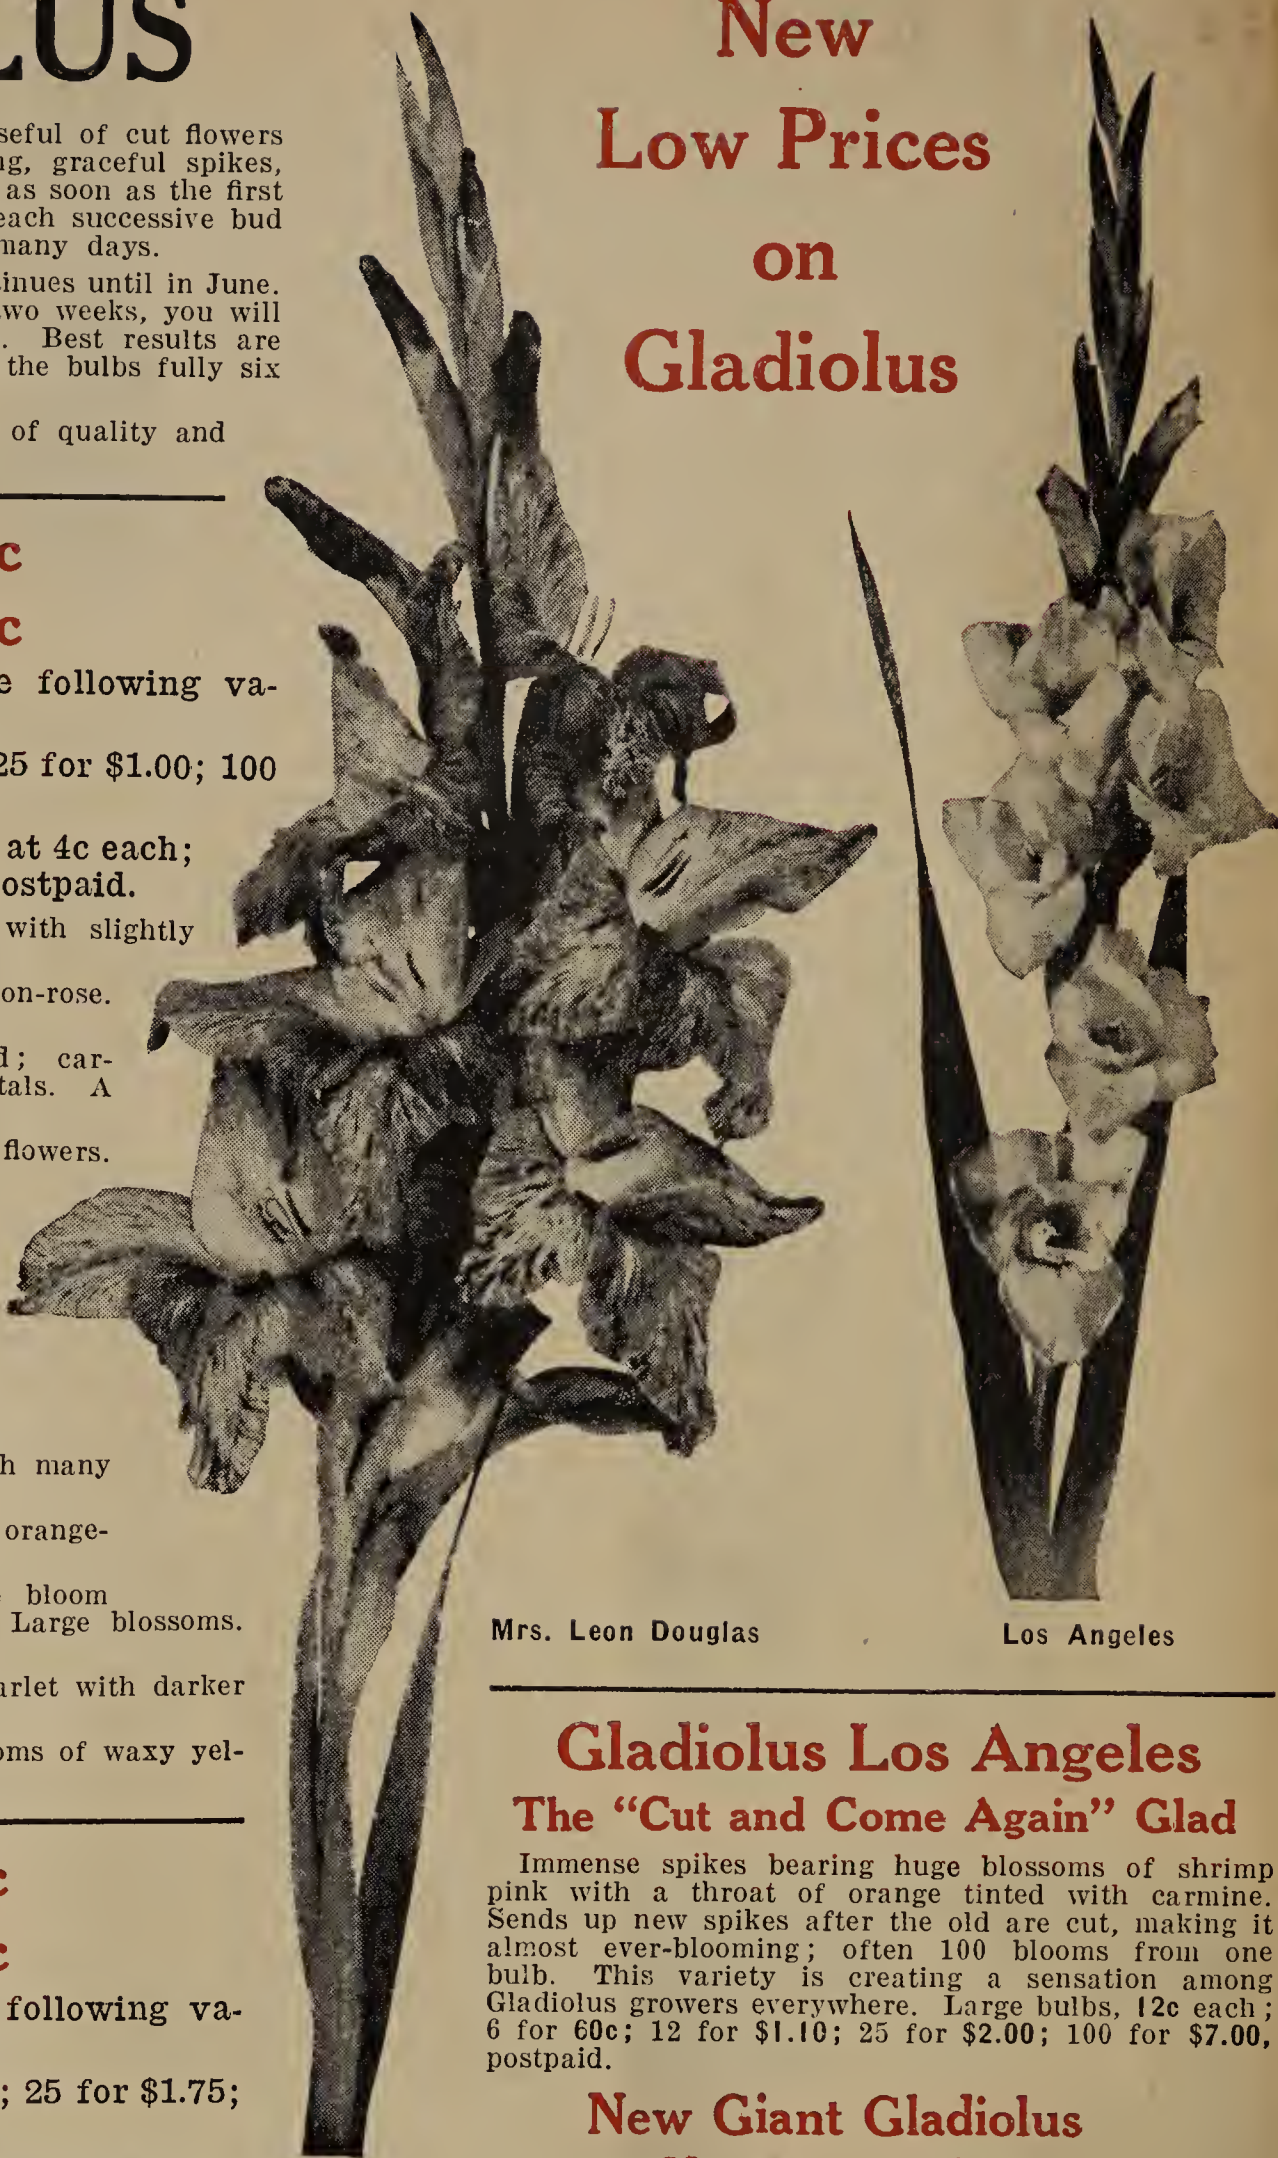 LUS
seful of cut flowers
ng, graceful spikes,
as soon as the first
each successive bud
many days.
tinues until in June.
two weeks, you will
. Best results are
the bulbs fully six
of quality and
c
c
e following va-
25 for $1.00; 100
at 4c each;
ostpaid.
with slightly
on-rose.
d; car-
tals. A
flowers.
h many
orange-
bloom
Large blossoms.
arlet with darker
oms of waxy yel-
c
c
following va-
; 25 for $1.75;
New
Low Prices
on
Gladiolus
Mrs. Leon Douglas
Los Angeles
Gladiolus Los Angeles
The “Cut and Come Again” Glad
Immense spikes bearing huge blossoms of shrimp
pink with a throat of orange tinted with carmine.
Sends up new spikes after the old are cut, making it
almost ever-blooming; often 100 blooms from one
bulb. This variety is creating a sensation among
Gladiolus growers everywhere. Large bulbs, 12c each;
6 for 60c; 12 for $1.10; 25 for $2.00; 100 for $7.00,
postpaid.
New Giant Gladiolus